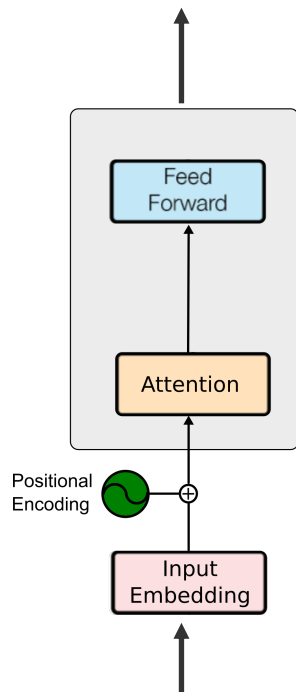 Feed
Forward
Attention
Positional
Encoding
Input
Embedding